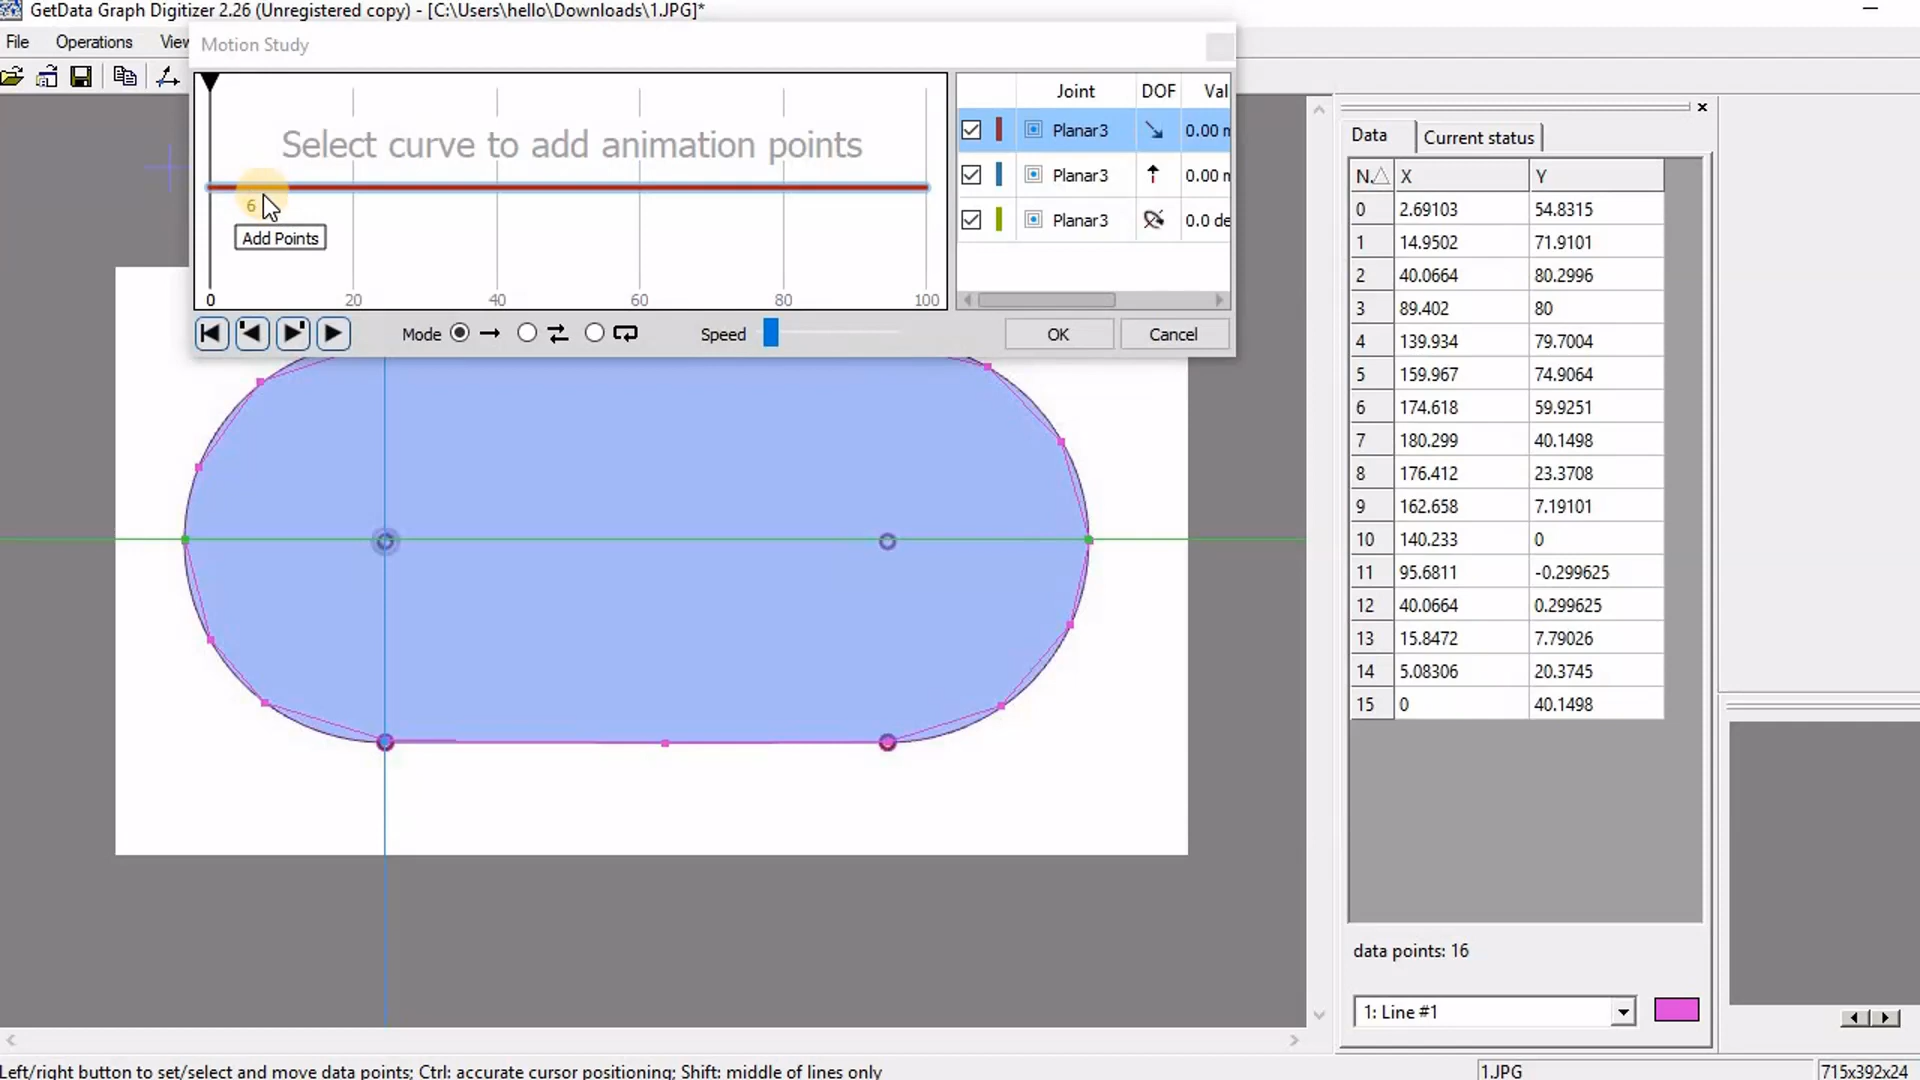 GetData Graph Digitizer 2.26 (Unregistered copy) - [C:\Users\hello\Downloads\1.JPG]*
File Operations View
Motion Study
Select curve to add animation points
6
Add Points
0 20 40 60 80 100
Joint DOF Val
Planar3 0.00
Planar3 0.00
Planar3 0.0 de
Mode Speed OK Cancel
Data Current status
N. X Y
0 2.69103 54.8315
1 14.9502 71.9101
2 40.0664 80.2996
3 89.402 80
4 139.934 79.7004
5 159.967 74.9064
6 174.618 59.9251
7 180.299 40.1498
8 176.412 23.3708
9 162.658 7.19101
10 140.233 0
11 95.6811 -0.299625
12 40.0664 0.299625
13 15.8472 7.79026
14 5.08306 20.3745
15 0 40.1498
data points: 16
1: Line #1
Left/right button to set/select and move data points; Ctrl: accurate cursor positioning; Shift: middle of lines only
1.JPG
715x392x24